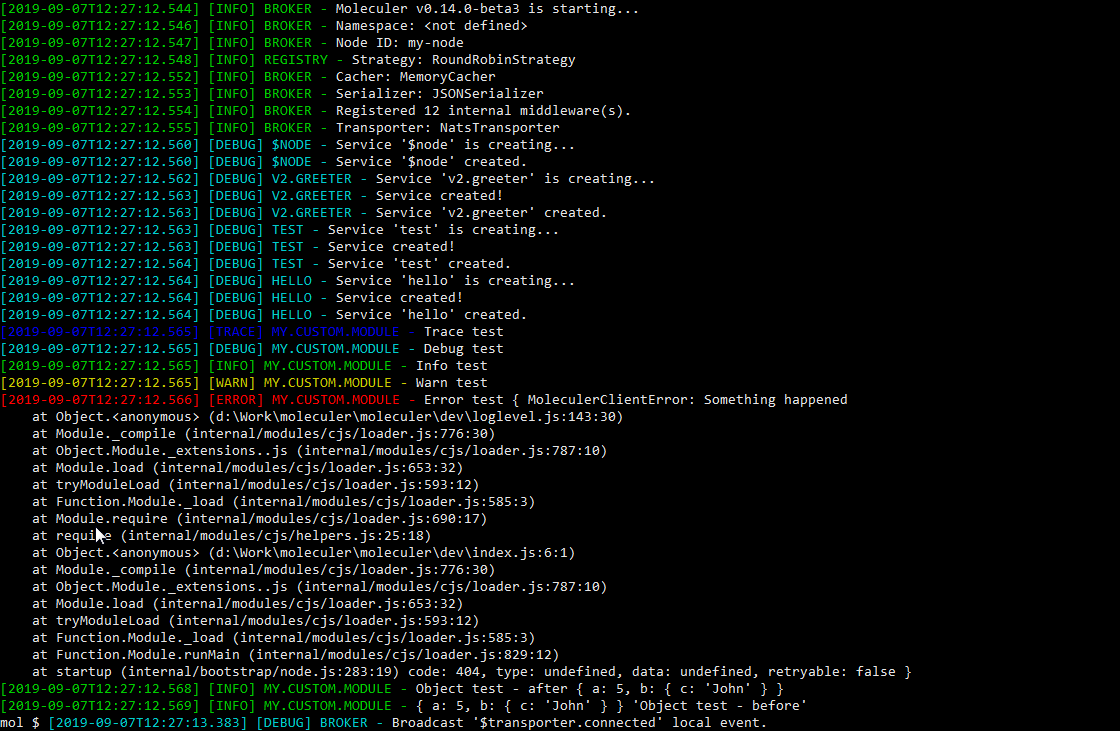 [2019-09-07T12:27:12.544] [INFO] BROKER - Moleculer v0.14.0-beta3 is starting...
[2019-09-07T12:27:12.546] [INFO] BROKER - Namespace: <not defined>
[2019-09-07T12:27:12.547] [INFO] BROKER - Node ID: my-node
[2019-09-07T12:27:12.548] [INFO] REGISTRY - Strategy: RoundRobinStrategy
[2019-09-07T12:27:12.552] [INFO] BROKER - Cacher: MemoryCacher
[2019-09-07T12:27:12.553] [INFO] BROKER - Serializer: JSONSerializer
[2019-09-07T12:27:12.554] [INFO] BROKER - Registered 12 internal middleware(s).
[2019-09-07T12:27:12.555] [INFO] BROKER - Transporter: NatsTransporter
[2019-09-07T12:27:12.560] [DEBUG] $NODE - Service '$node' is creating...
[2019-09-07T12:27:12.560] [DEBUG] $NODE - Service '$node' created.
[2019-09-07T12:27:12.562] [DEBUG] V2.GREETER - Service 'v2.greeter' is creating...
[2019-09-07T12:27:12.563] [DEBUG] V2.GREETER - Service created!
[2019-09-07T12:27:12.563] [DEBUG] V2.GREETER - Service 'v2.greeter' created.
[2019-09-07T12:27:12.563] [DEBUG] TEST - Service 'test' is creating...
[2019-09-07T12:27:12.563] [DEBUG] TEST - Service created!
[2019-09-07T12:27:12.564] [DEBUG] TEST - Service 'test' created.
[2019-09-07T12:27:12.564] [DEBUG] HELLO - Service 'hello' is creating...
[2019-09-07T12:27:12.564] [DEBUG] HELLO - Service created!
[2019-09-07T12:27:12.564] [DEBUG] HELLO - Service 'hello' created.
[2019-09-07T12:27:12.565] [TRACE] MY.CUSTOM.MODULE - Trace test
[2019-09-07T12:27:12.565] [DEBUG] MY.CUSTOM.MODULE - Debug test
[2019-09-07T12:27:12.565] [INFO] MY.CUSTOM.MODULE - Info test
[2019-09-07T12:27:12.565] [WARN] MY.CUSTOM.MODULE - Warn test
[2019-09-07T12:27:12.566] [ERROR] MY.CUSTOM.MODULE - Error test { MoleculerClientError: Something happened
    at Object.<anonymous> (d:\Work\moleculer\moleculer\dev\loglevel.js:143:30)
    at Module._compile (internal/modules/cjs/loader.js:776:30)
    at Object.Module._extensions..js (internal/modules/cjs/loader.js:787:10)
    at Module.load (internal/modules/cjs/loader.js:653:32)
    at tryModuleLoad (internal/modules/cjs/loader.js:593:12)
    at Function.Module._load (internal/modules/cjs/loader.js:585:3)
    at Module.require (internal/modules/cjs/loader.js:690:17)
    at require (internal/modules/cjs/helpers.js:25:18)
    at Object.<anonymous> (d:\Work\moleculer\moleculer\dev\index.js:6:1)
    at Module._compile (internal/modules/cjs/loader.js:776:30)
    at Object.Module._extensions..js (internal/modules/cjs/loader.js:787:10)
    at Module.load (internal/modules/cjs/loader.js:653:32)
    at tryModuleLoad (internal/modules/cjs/loader.js:593:12)
    at Function.Module._load (internal/modules/cjs/loader.js:585:3)
    at Function.Module.runMain (internal/modules/cjs/loader.js:829:12)
    at startup (internal/bootstrap/node.js:283:19) code: 404, type: undefined, data: undefined, retryable: false }
[2019-09-07T12:27:12.568] [INFO] MY.CUSTOM.MODULE - Object test - after { a: 5, b: { c: 'John' } }
[2019-09-07T12:27:12.569] [INFO] MY.CUSTOM.MODULE - { a: 5, b: { c: 'John' } } 'Object test - before'
mol $ [2019-09-07T12:27:13.383] [DEBUG] BROKER - Broadcast '$transporter.connected' local event.